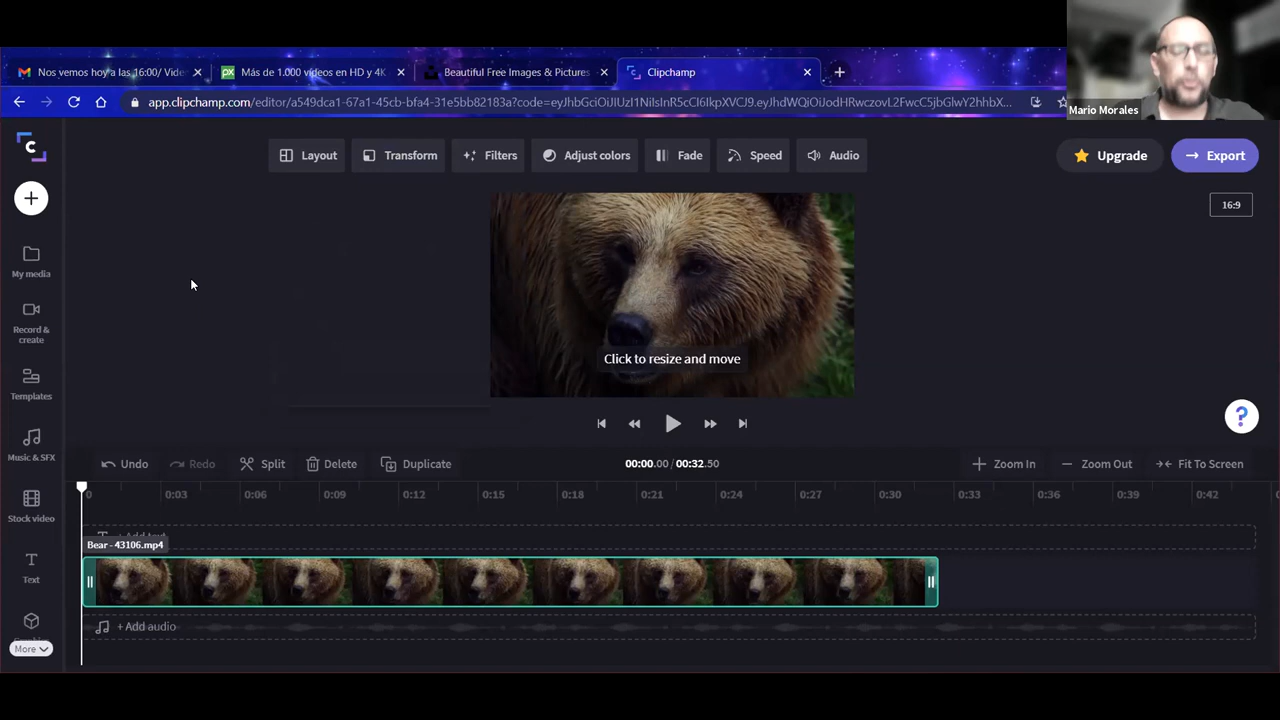 Nos vemos hoy a las 16:00/ Vide
Más de 1.000 vídeos en HD y 4K
Beautiful Free Images & Pictures
Clipchamp
app.clipchamp.com/editor/a549dca1-67a1-45cb-bfa4-31e5bb82183a?code=eyJhbGciOiJIUzI1NiIsInR5cCI6IkpXVCJ9.eyJhdWQiOiJodHRwczovL2FwcC5jbGlwY2hhbX...
Mario Morales
Layout
Transform
Filters
Adjust colors
Fade
Speed
Audio
Upgrade
Export
16:9
My media
Record &
create
Templates
Music & SFX
Stock video
Text
More
Click to resize and move
Undo
Redo
Split
Delete
Duplicate
00:00.00 / 00:32.50
Zoom In
Zoom Out
Fit To Screen
0 0:03 0:06 0:09 0:12 0:15 0:18 0:21 0:24 0:27 0:30 0:33 0:36 0:39 0:42
Bear - 43106.mp4
+ Add audio